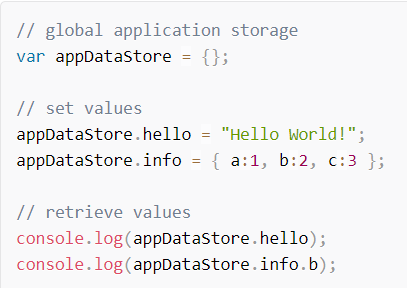 // global application storage
var appDataStore = {};
// set values
appDataStore.hello = "Hello World!";
appDataStore.info = { a:1, b:2, c:3 };
// retrieve values
console.log(appDataStore.hello);
console.log(appDataStore.info.b);